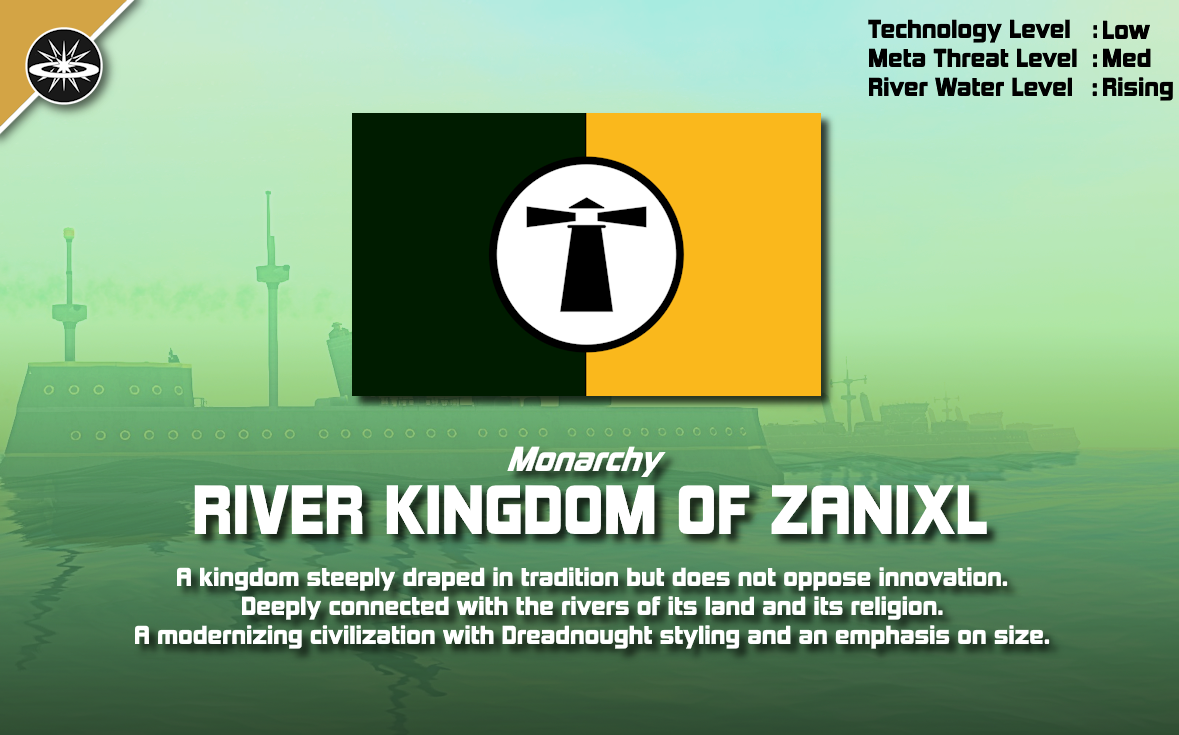 Technology Level : Low
Meta Threat Level : Med
River Water Level : Rising
Monarchy
RIVER KINGDOM OF ZANIXL
A kingdom steeply draped in tradition but does not oppose innovation.
Deeply connected with the rivers of its land and its religion.
A modernizing civilization with Dreadnought styling and an emphasis on size.